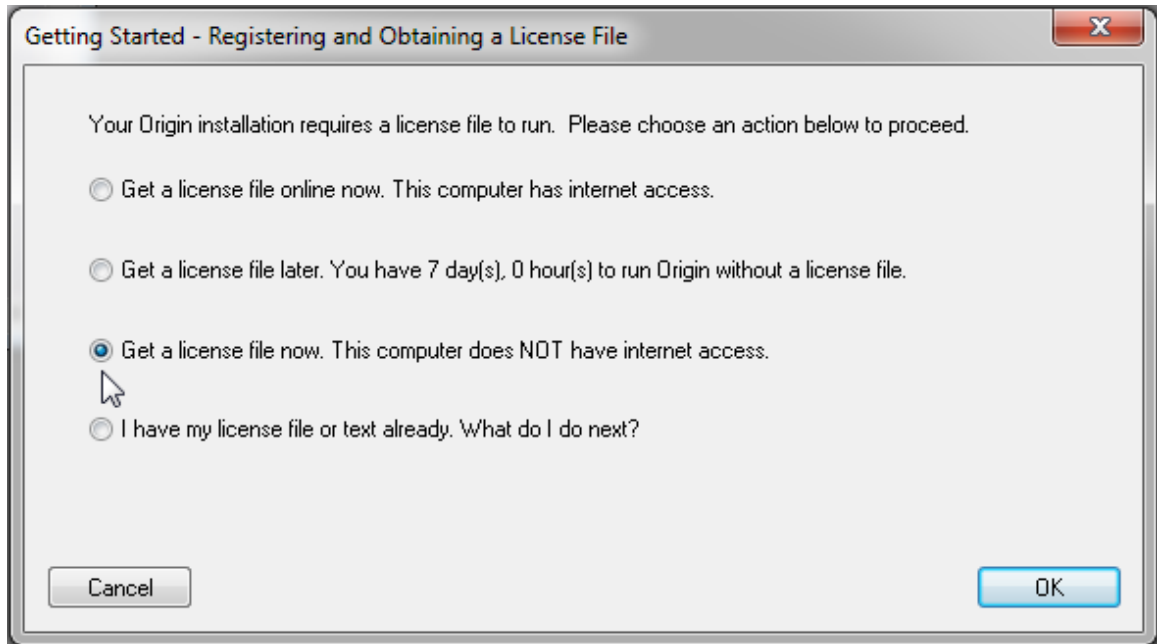 Getting Started - Registering and Obtaining a License File
Your Origin installation requires a license file to run.  Please choose an action below to proceed.
Get a license file online now. This computer has internet access.
Get a license file later. You have 7 day(s), 0 hour(s) to run Origin without a license file.
Get a license file now. This computer does NOT have internet access.
I have my license file or text already. What do I do next?
Cancel
OK